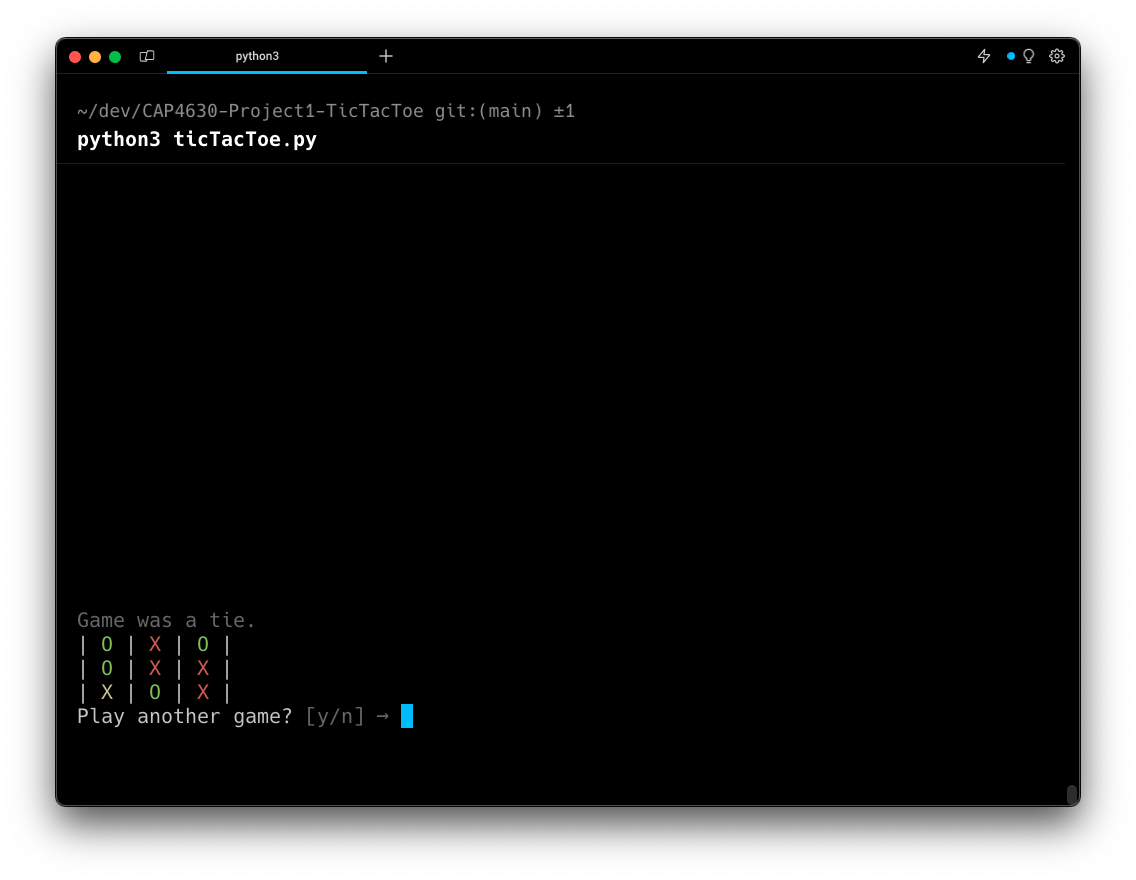 python3
~/dev/CAP4630-Project1-TicTacToe git:(main) ±1
python3 ticTacToe.py
Game was a tie.
| O | X | O |
| O | X | X |
| X | O | X |
Play another game? [y/n] →